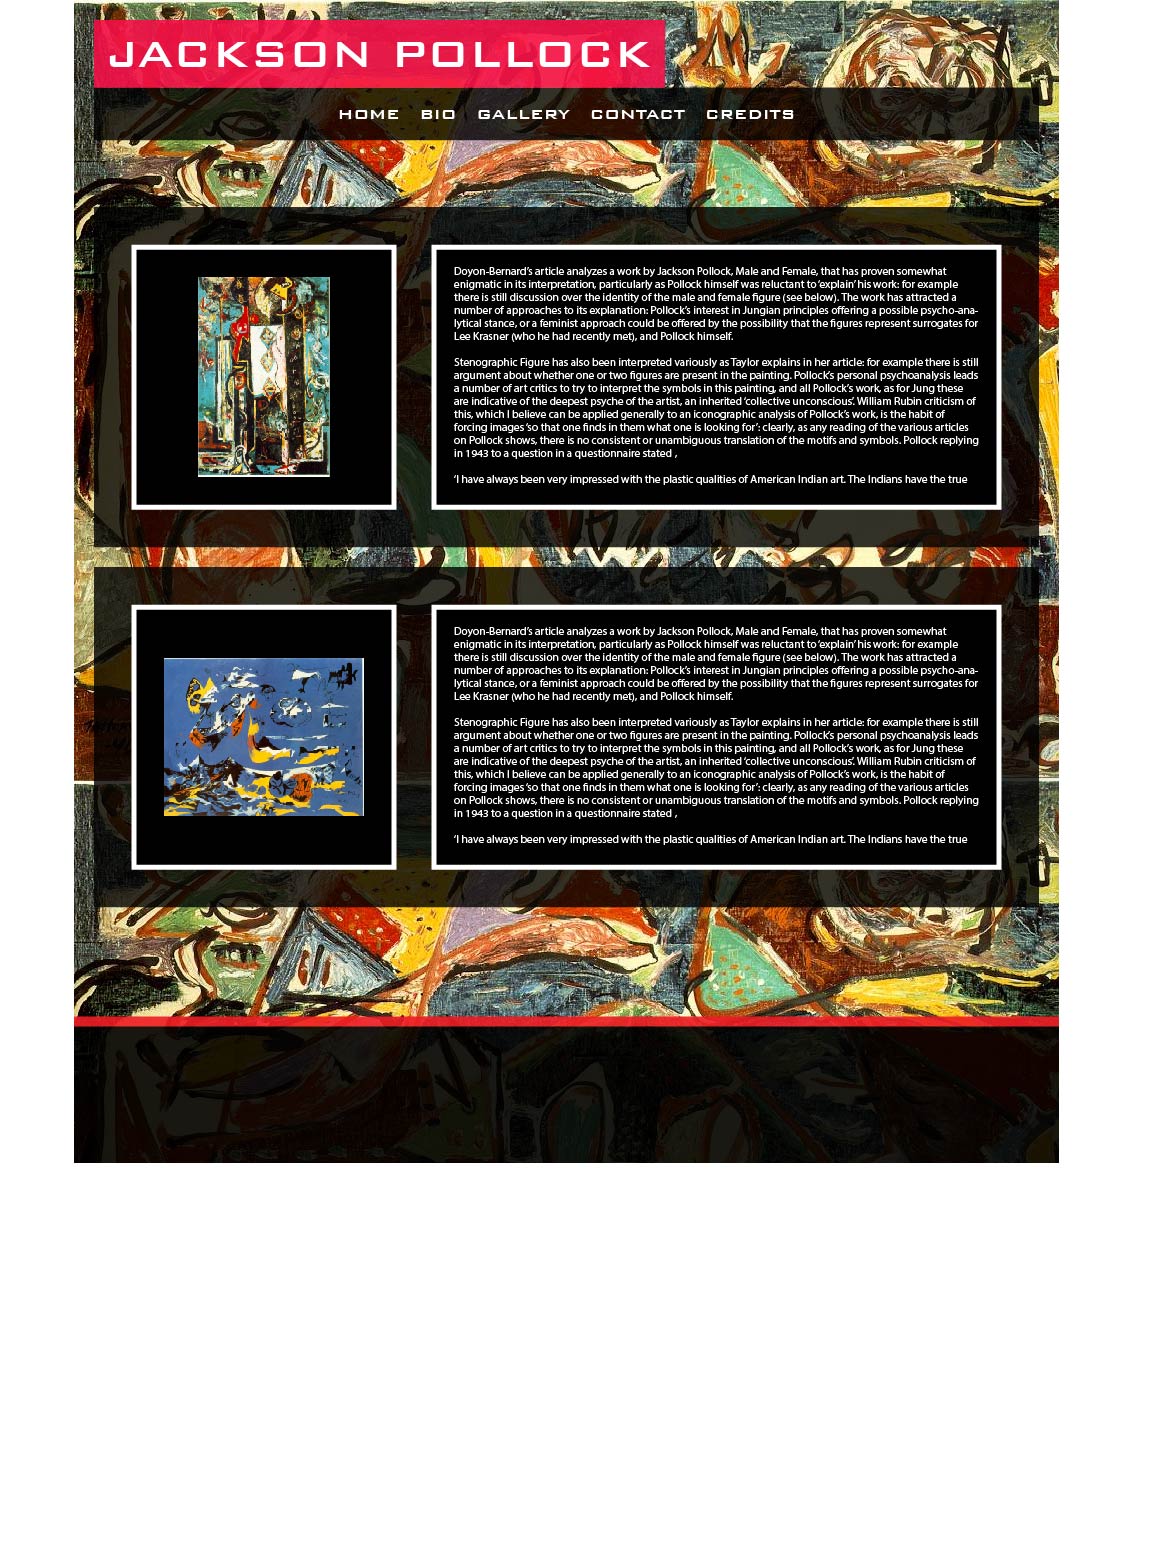 JACKSON POLLOCK
HOME BIO GALLERY CONTACT CREDITS
Doyon-Bernard's article analyzes a work by Jackson Pollock, Male and Female, that has proven somewhat
enigmatic in its interpretation, particularly as Pollock himself was reluctant to 'explain' his work: for example
there is still discussion over the identity of the male and female figure (see below). The work has attracted a
number of approaches to its explanation: Pollock's interest in Jungian principles offering a possible psycho-ana-
lytical stance, or a feminist approach could be offered by the possibility that the figures represent surrogates for
Lee Krasner (who he had recently met), and Pollock himself.
Stenographic Figure has also been interpreted variously as Taylor explains in her article: for example there is still
argument about whether one or two figures are present in the painting. Pollock's personal psychoanalysis leads
a number of art critics to try to interpret the symbols in this painting, and all Pollock's work, as for Jung these
are indicative of the deepest psyche of the artist, an inherited 'collective unconscious'. William Rubin criticism of
this, which I believe can be applied generally to an iconographic analysis of Pollock's work, is the habit of
forcing images 'so that one finds in them what one is looking for': clearly, as any reading of the various articles
on Pollock shows, there is no consistent or unambiguous translation of the motifs and symbols. Pollock replying
in 1943 to a question in a questionnaire stated ,
'I have always been very impressed with the plastic qualities of American Indian art. The Indians have the true
Doyon-Bernard's article analyzes a work by Jackson Pollock, Male and Female, that has proven somewhat
enigmatic in its interpretation, particularly as Pollock himself was reluctant to 'explain' his work: for example
there is still discussion over the identity of the male and female figure (see below). The work has attracted a
number of approaches to its explanation: Pollock's interest in Jungian principles offering a possible psycho-ana-
lytical stance, or a feminist approach could be offered by the possibility that the figures represent surrogates for
Lee Krasner (who he had recently met), and Pollock himself.
Stenographic Figure has also been interpreted variously as Taylor explains in her article: for example there is still
argument about whether one or two figures are present in the painting. Pollock's personal psychoanalysis leads
a number of art critics to try to interpret the symbols in this painting, and all Pollock's work, as for Jung these
are indicative of the deepest psyche of the artist, an inherited 'collective unconscious'. William Rubin criticism of
this, which I believe can be applied generally to an iconographic analysis of Pollock's work, is the habit of
forcing images 'so that one finds in them what one is looking for': clearly, as any reading of the various articles
on Pollock shows, there is no consistent or unambiguous translation of the motifs and symbols. Pollock replying
in 1943 to a question in a questionnaire stated ,
'I have always been very impressed with the plastic qualities of American Indian art. The Indians have the true